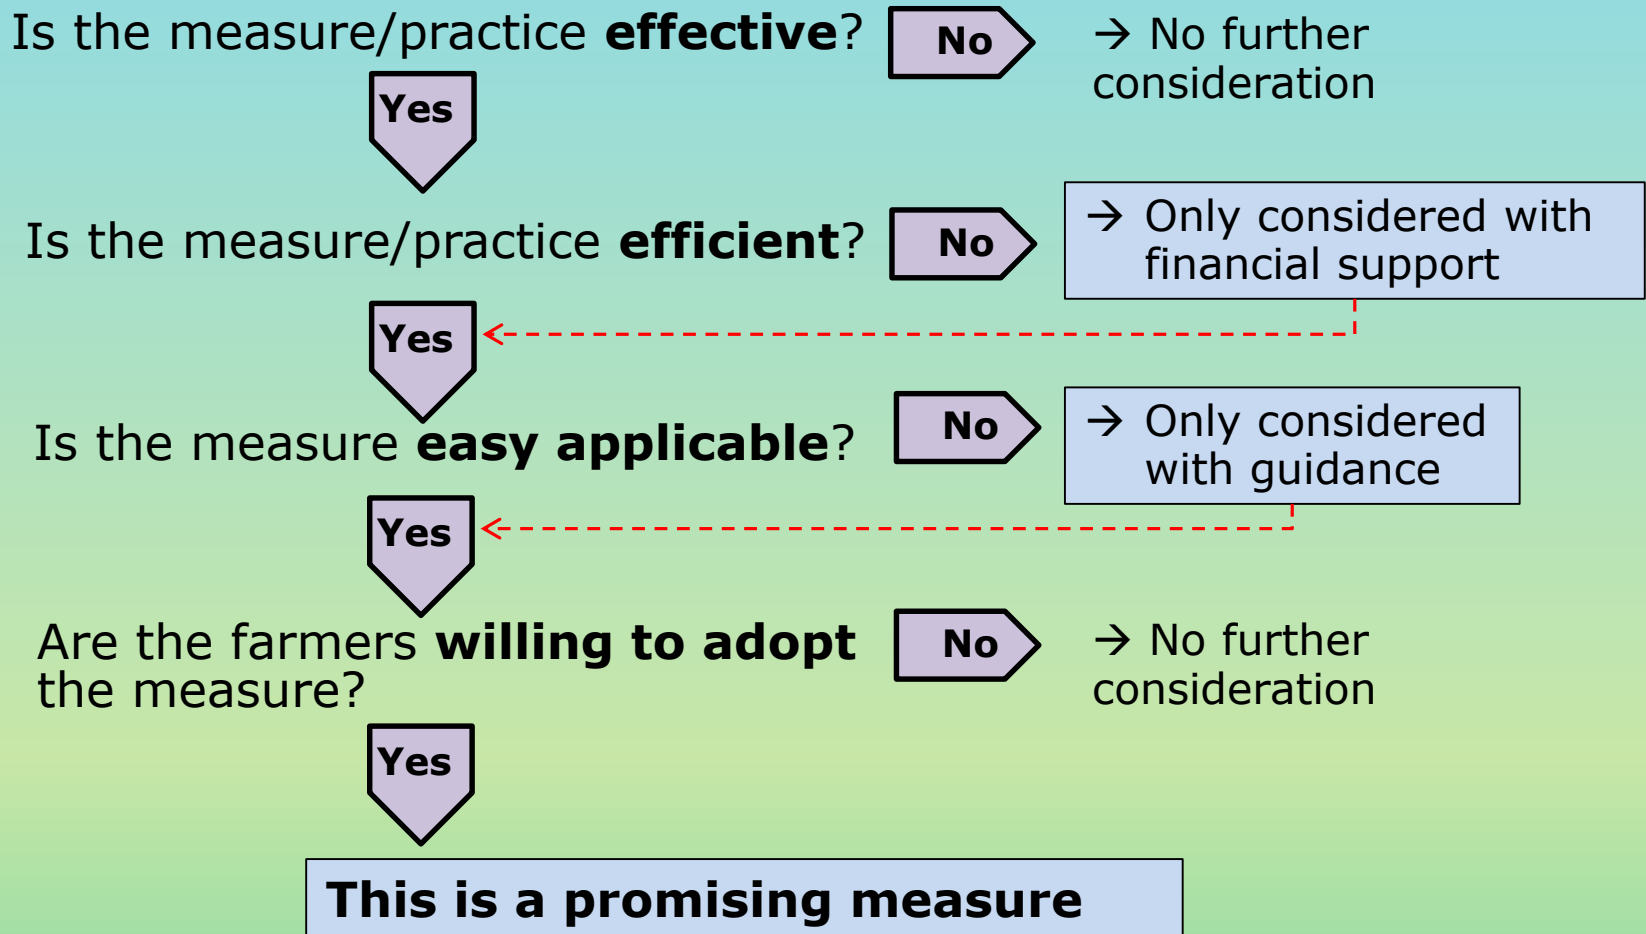 Is the measure/practice effective?
No
→ No further
consideration
Yes
Is the measure/practice efficient?
No
→ Only considered with
financial support
Yes
Is the measure easy applicable?
No
→ Only considered
with guidance
Yes
Are the farmers willing to adopt
the measure?
No
→ No further
consideration
Yes
This is a promising measure